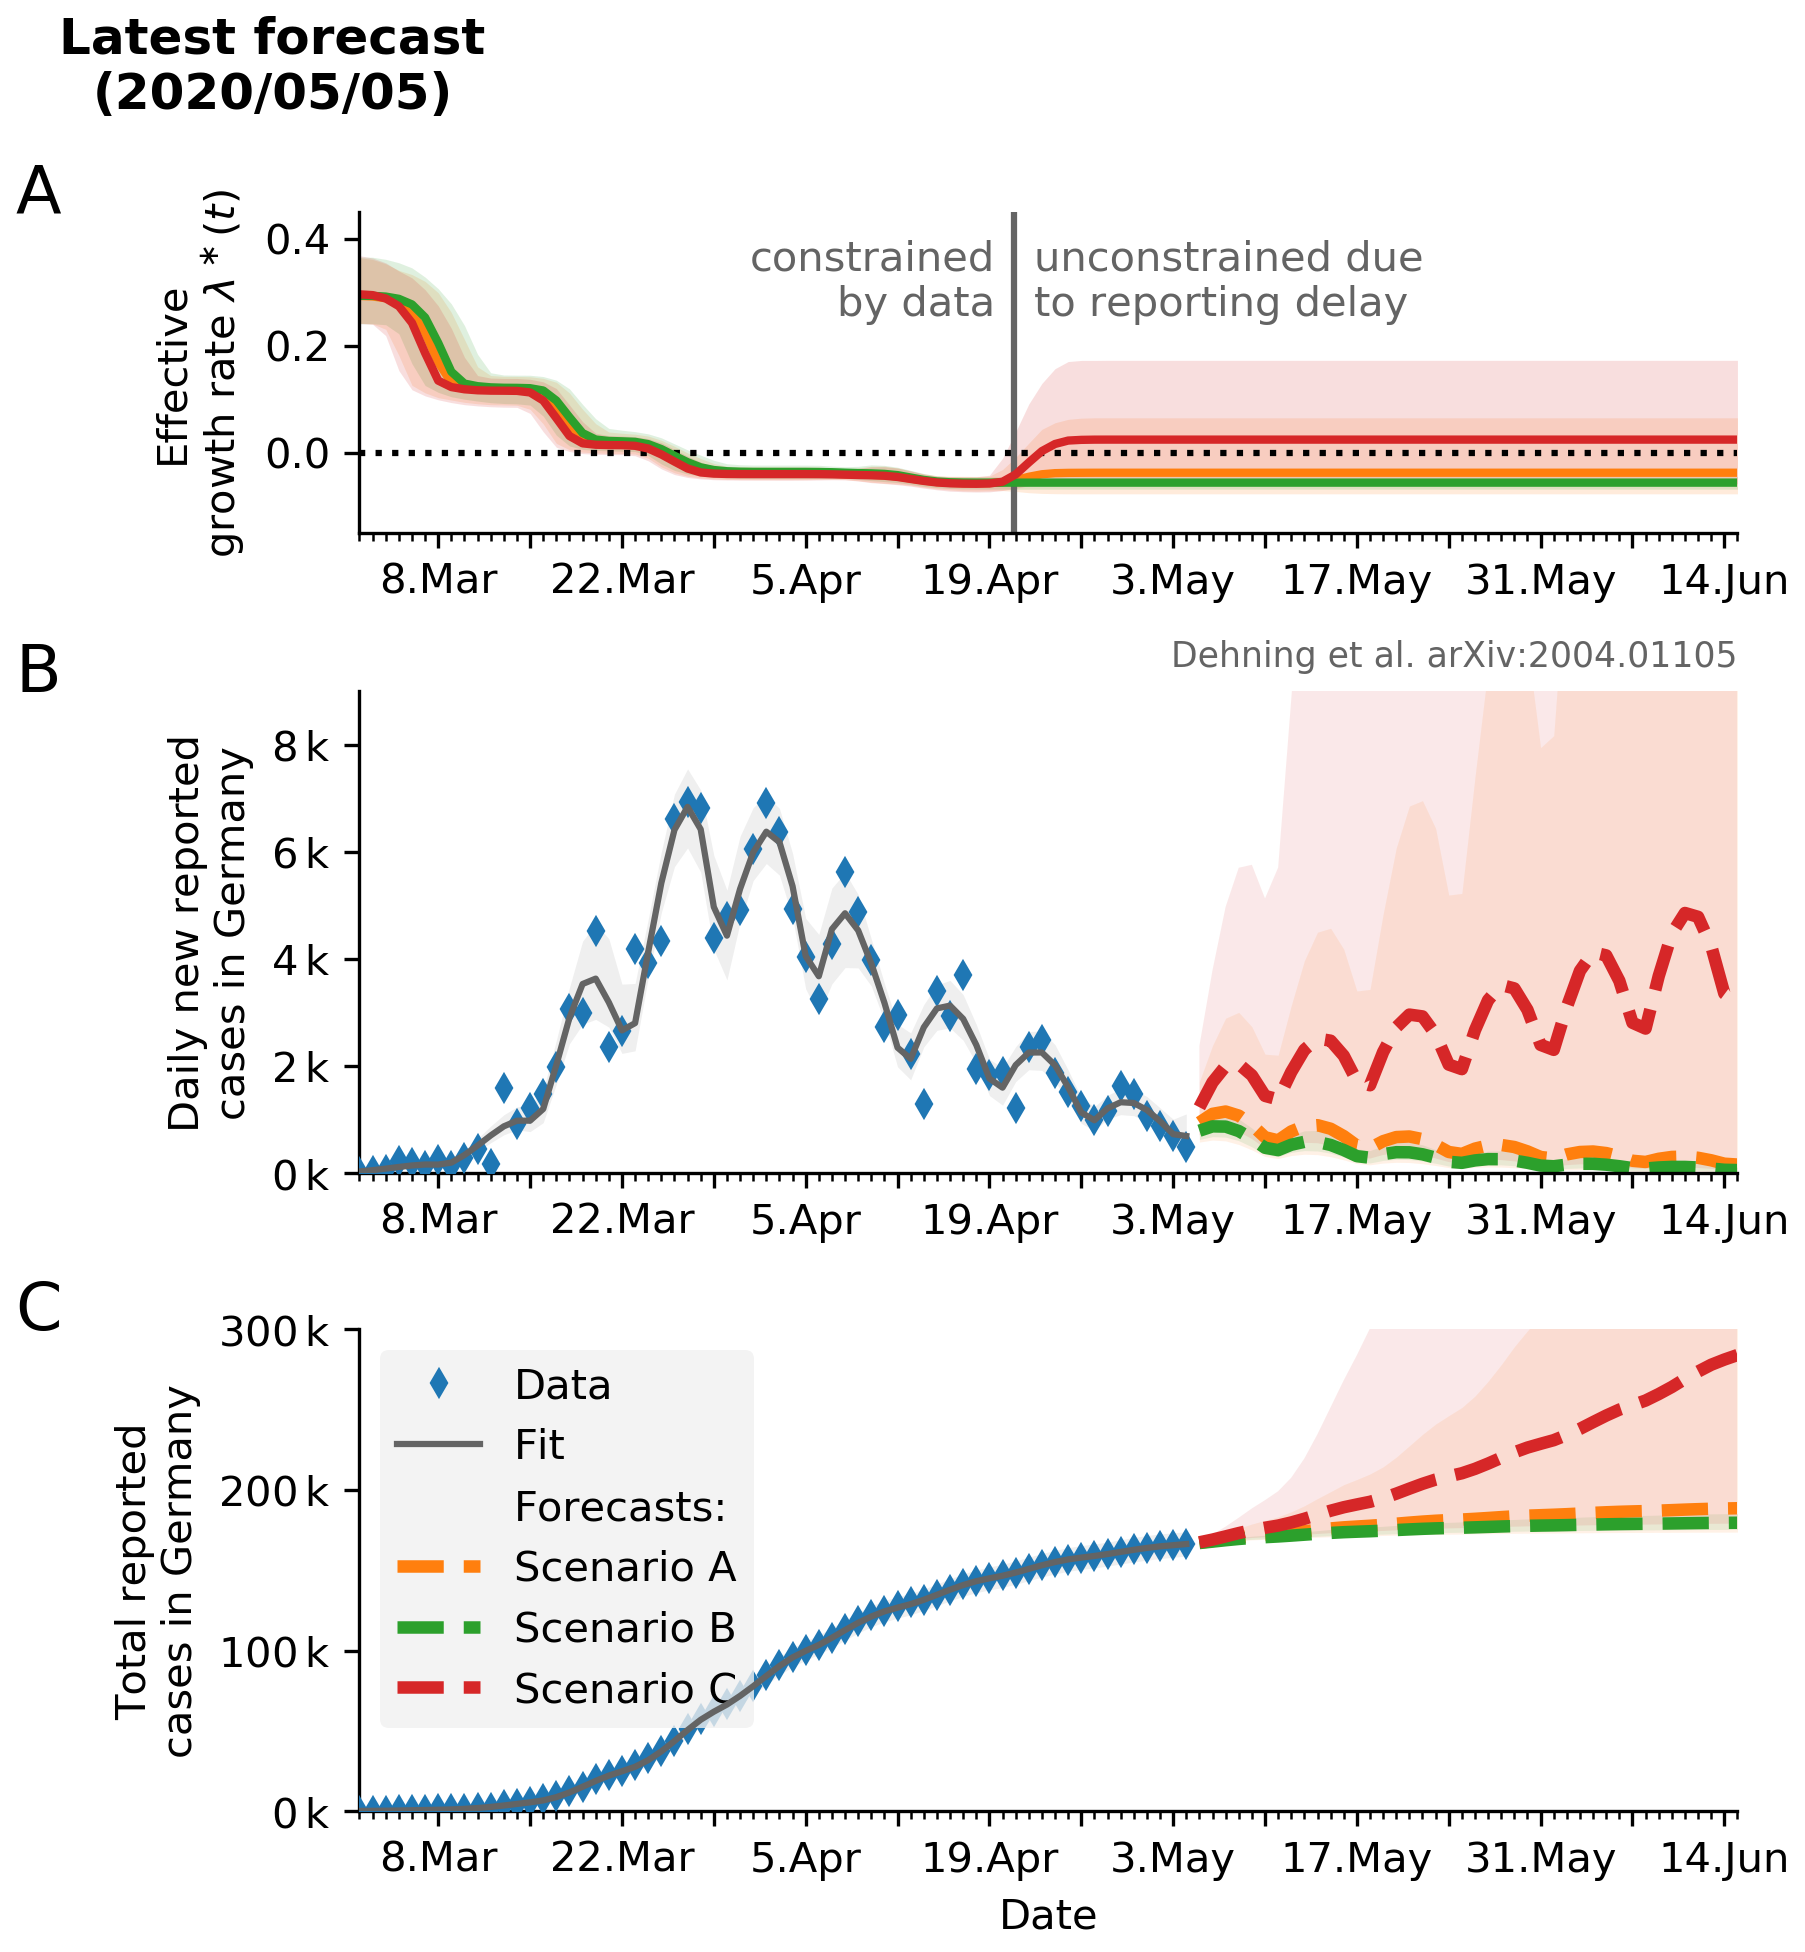 Latest forecast
(2020/05/05)
A
Effective
growth rate λ * (t)
0.4
0.2
0.0
constrained
by data
unconstrained due
to reporting delay
8.Mar 22.Mar 5.Apr 19.Apr 3.May 17.May 31.May 14.Jun
B
Dehning et al. arXiv:2004.01105
Daily new reported
cases in Germany
8 k
6 k
4 k
2 k
0 k
8.Mar 22.Mar 5.Apr 19.Apr 3.May 17.May 31.May 14.Jun
C
Total reported
cases in Germany
300 k
200 k
100 k
0 k
Data
Fit
Forecasts:
Scenario A
Scenario B
Scenario C
8.Mar 22.Mar 5.Apr 19.Apr 3.May 17.May 31.May 14.Jun
Date